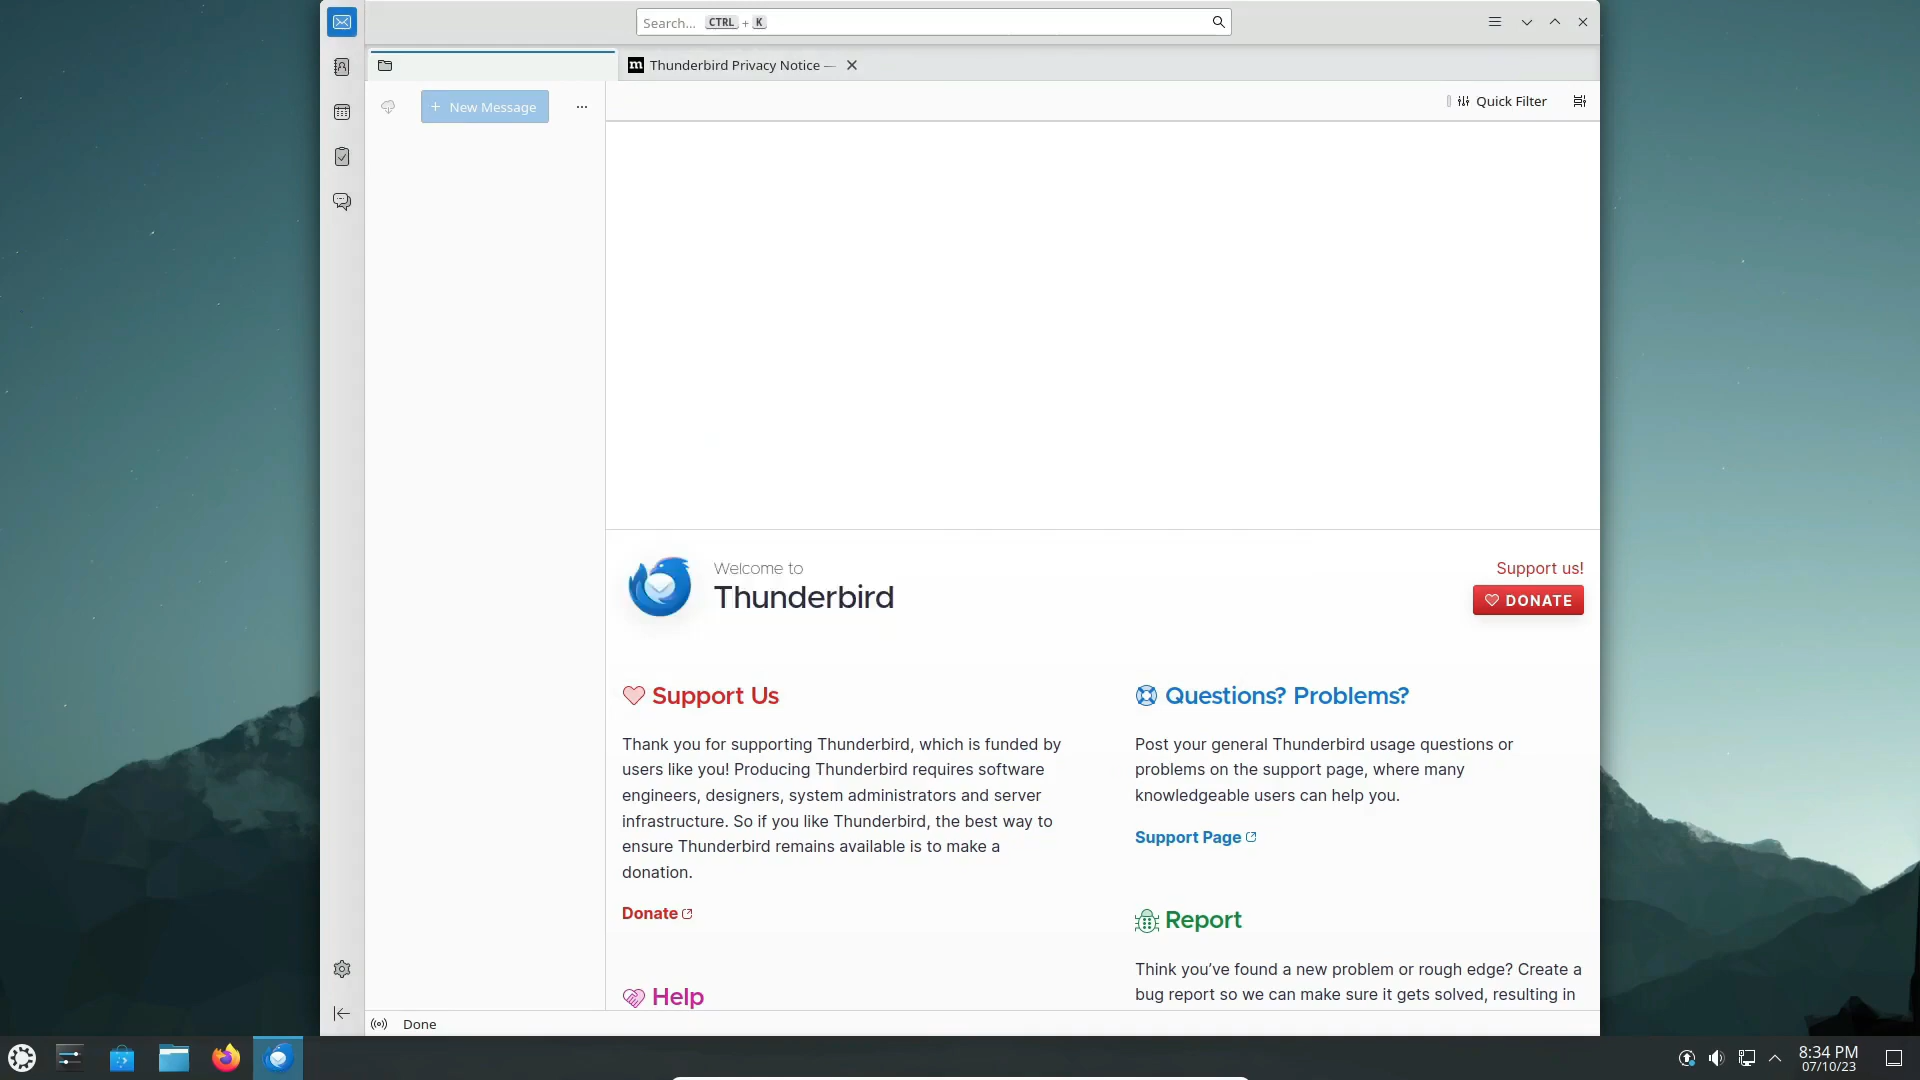 Search... CTRL + K
Thunderbird Privacy Notice —
+ New Message
Quick Filter
Welcome to
Thunderbird
Support us!
DONATE
Support Us
Thank you for supporting Thunderbird, which is funded by
users like you! Producing Thunderbird requires software
engineers, designers, system administrators and server
infrastructure. So if you like Thunderbird, the best way to
ensure Thunderbird remains available is to make a
donation.
Donate
Help
Questions? Problems?
Post your general Thunderbird usage questions or
problems on the support page, where many
knowledgeable users can help you.
Support Page
Report
Think you’ve found a new problem or rough edge? Create a
bug report so we can make sure it gets solved, resulting in
Done
8:34 PM
07/10/23